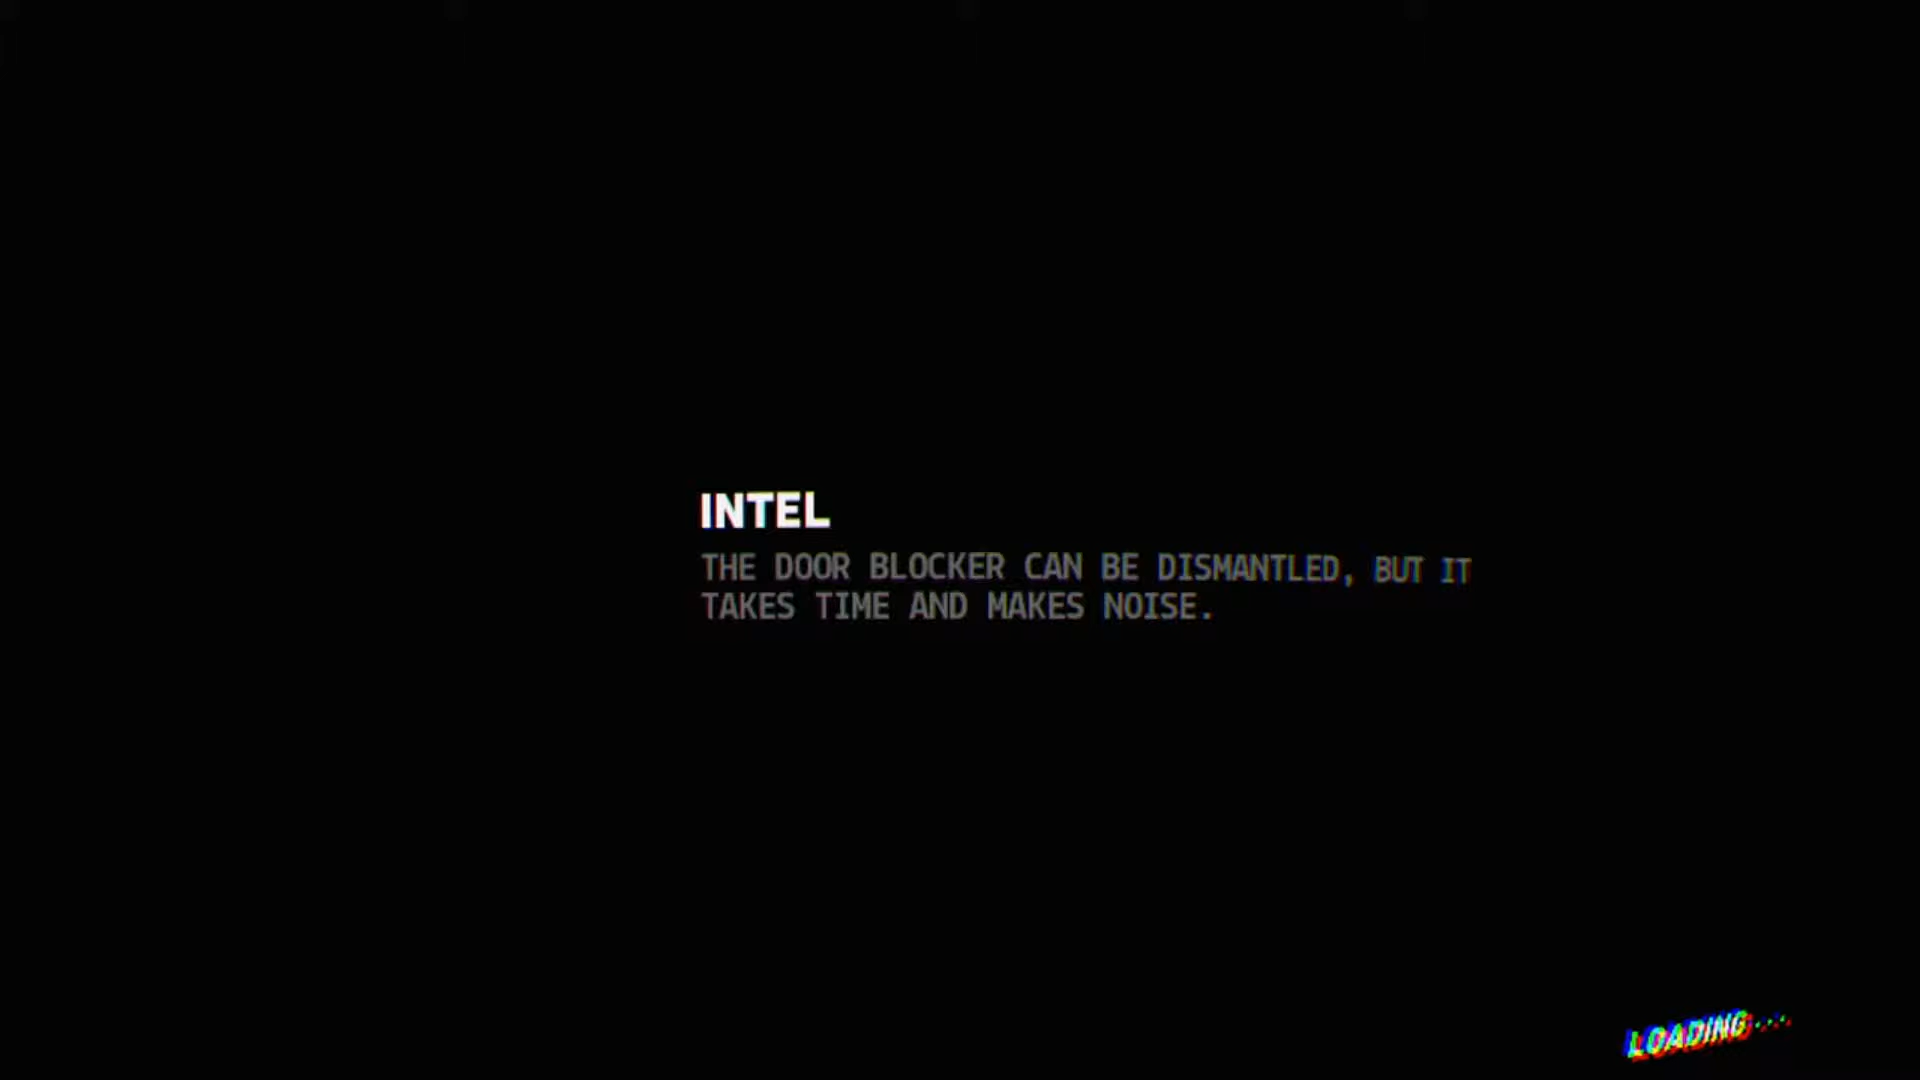 INTEL
THE DOOR BLOCKER CAN BE DISMANTLED, BUT IT
TAKES TIME AND MAKES NOISE.
LOADING....